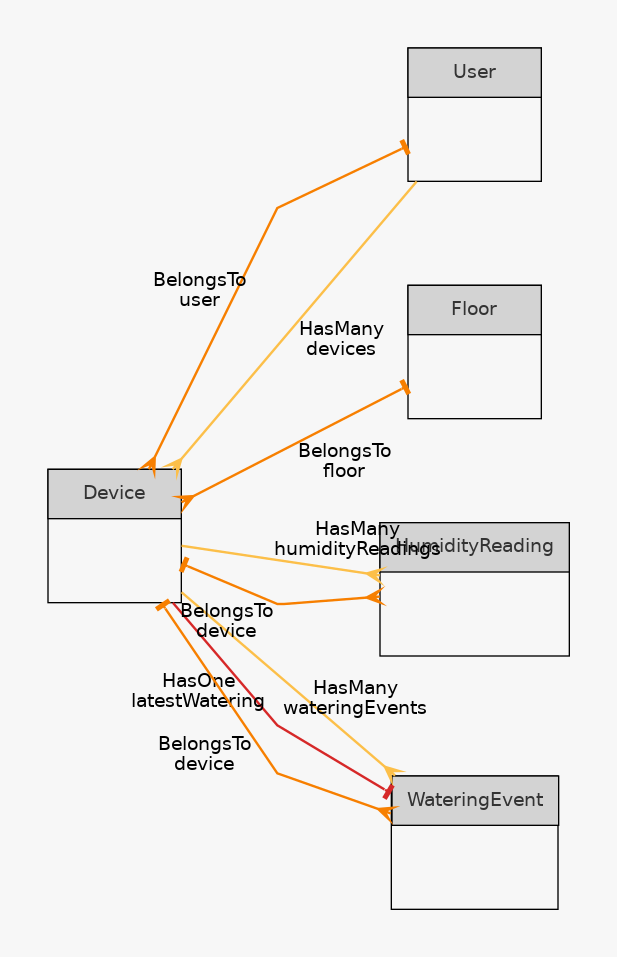 User
BelongsTo
user
HasMany
devices
Floor
BelongsTo
floor
Device
HasMany
humidityReadings
HumidityReading
BelongsTo
device
HasOne
latestWatering
HasMany
wateringEvents
BelongsTo
device
WateringEvent